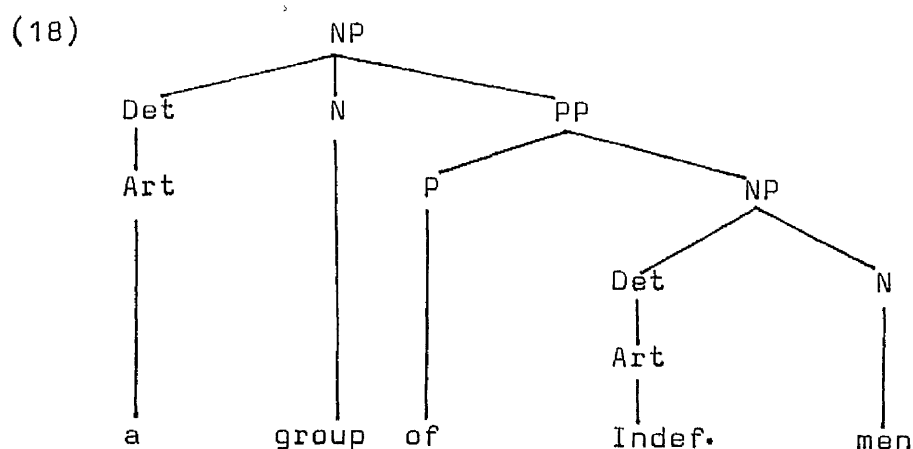 (18) NP
Det N PP
Art P NP
Det N
Art
a group of Indef. men